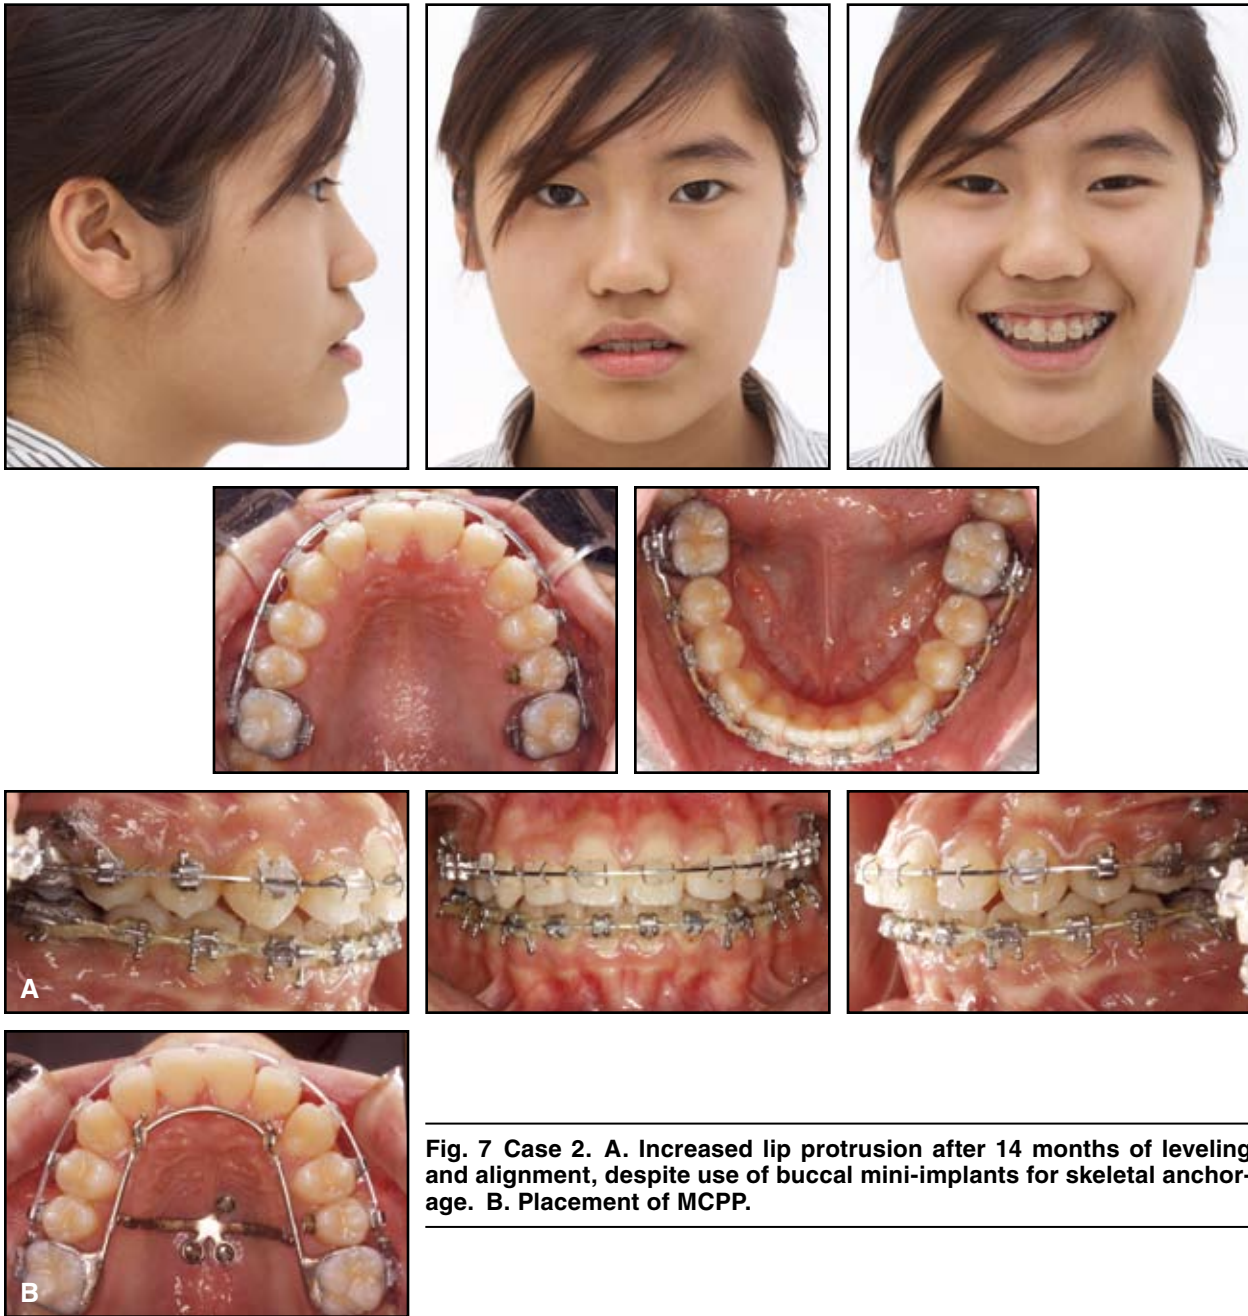 A
B
Fig. 7 Case 2. A. Increased lip protrusion after 14 months of leveling
and alignment, despite use of buccal mini-implants for skeletal anchor-
age. B. Placement of MCPP.